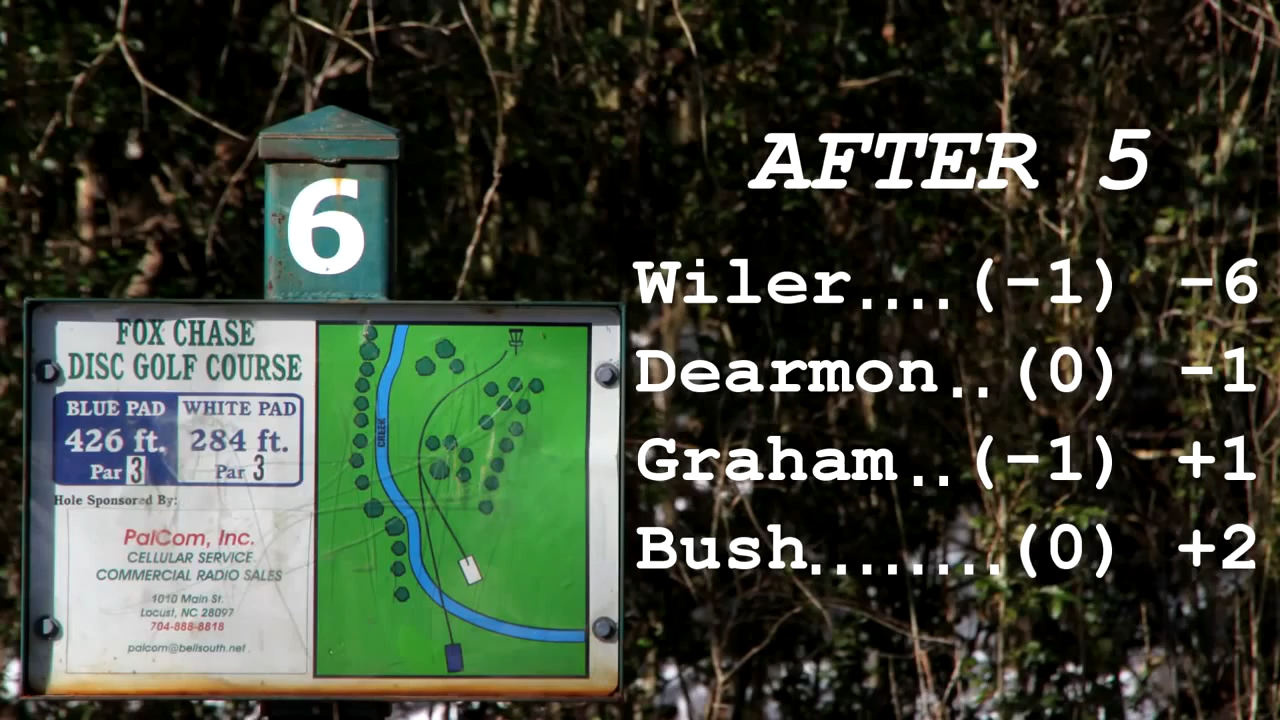 6
FOX CHASE
DISC GOLF COURSE
BLUE PAD WHITE PAD
426 ft. 284 ft.
Par 3 Par 3
Hole Sponsored By:
PalCom, Inc.
CELLULAR SERVICE
COMMERCIAL RADIO SALES
1010 Main St.
Locust, NC 28097
704-888-8818
palcom@bellsouth.net
CREEK
AFTER 5
Wiler....(-1) -6
Dearmon..(0) -1
Graham..(-1) +1
Bush.........(0) +2